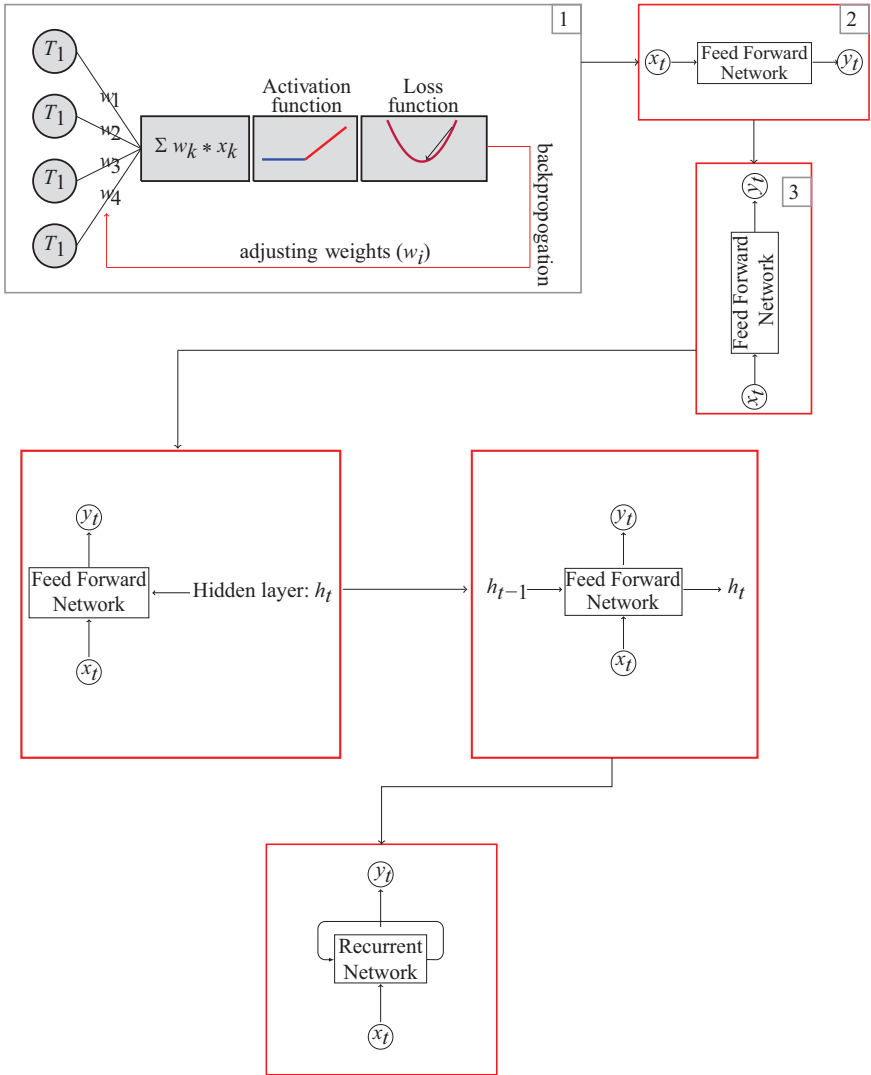 1
T1
T1
T1
T1
w1
w2
w3
w4
Σ wk ∗ xk
Activation
function
Loss
function
backpropogation
adjusting weights (wi)
2
xt
Feed Forward
Network
yt
3
yt
Feed Forward
Network
xt
yt
Feed Forward
Network
Hidden layer: ht
xt
yt
ht−1
Feed Forward
Network
ht
xt
yt
Recurrent
Network
xt